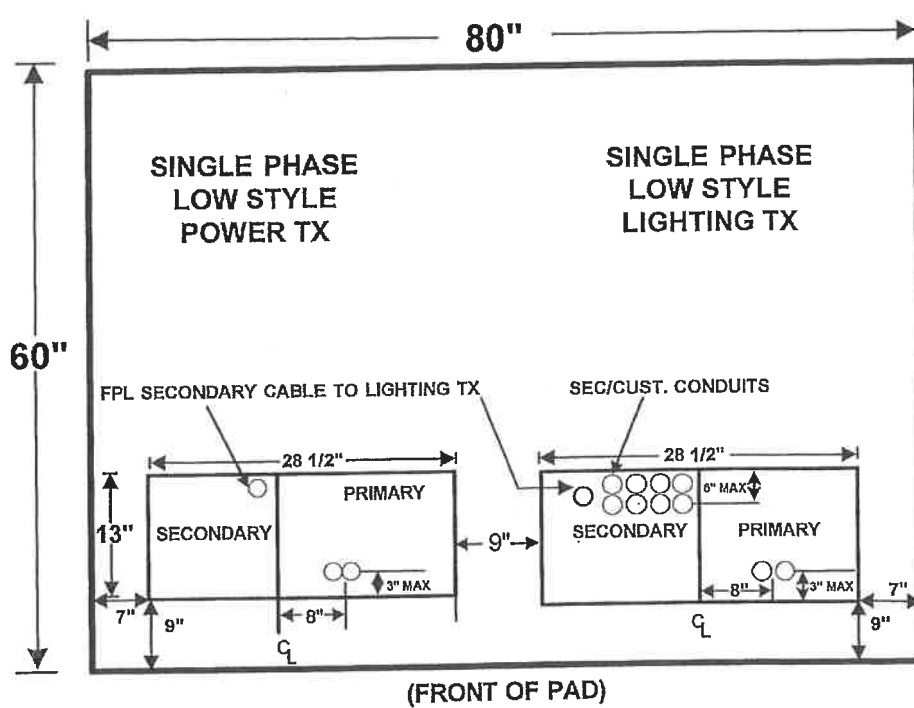 80"
SINGLE PHASE
LOW STYLE
POWER TX
SINGLE PHASE
LOW STYLE
LIGHTING TX
60"
FPL SECONDARY CABLE TO LIGHTING TX
SEC/CUST. CONDUITS
28 1/2"
28 1/2"
13"
SECONDARY
PRIMARY
9"
SECONDARY
6" MAX
PRIMARY
3" MAX
8"
3" MAX
7"
9"
8"
7"
9"
CL
CL
(FRONT OF PAD)